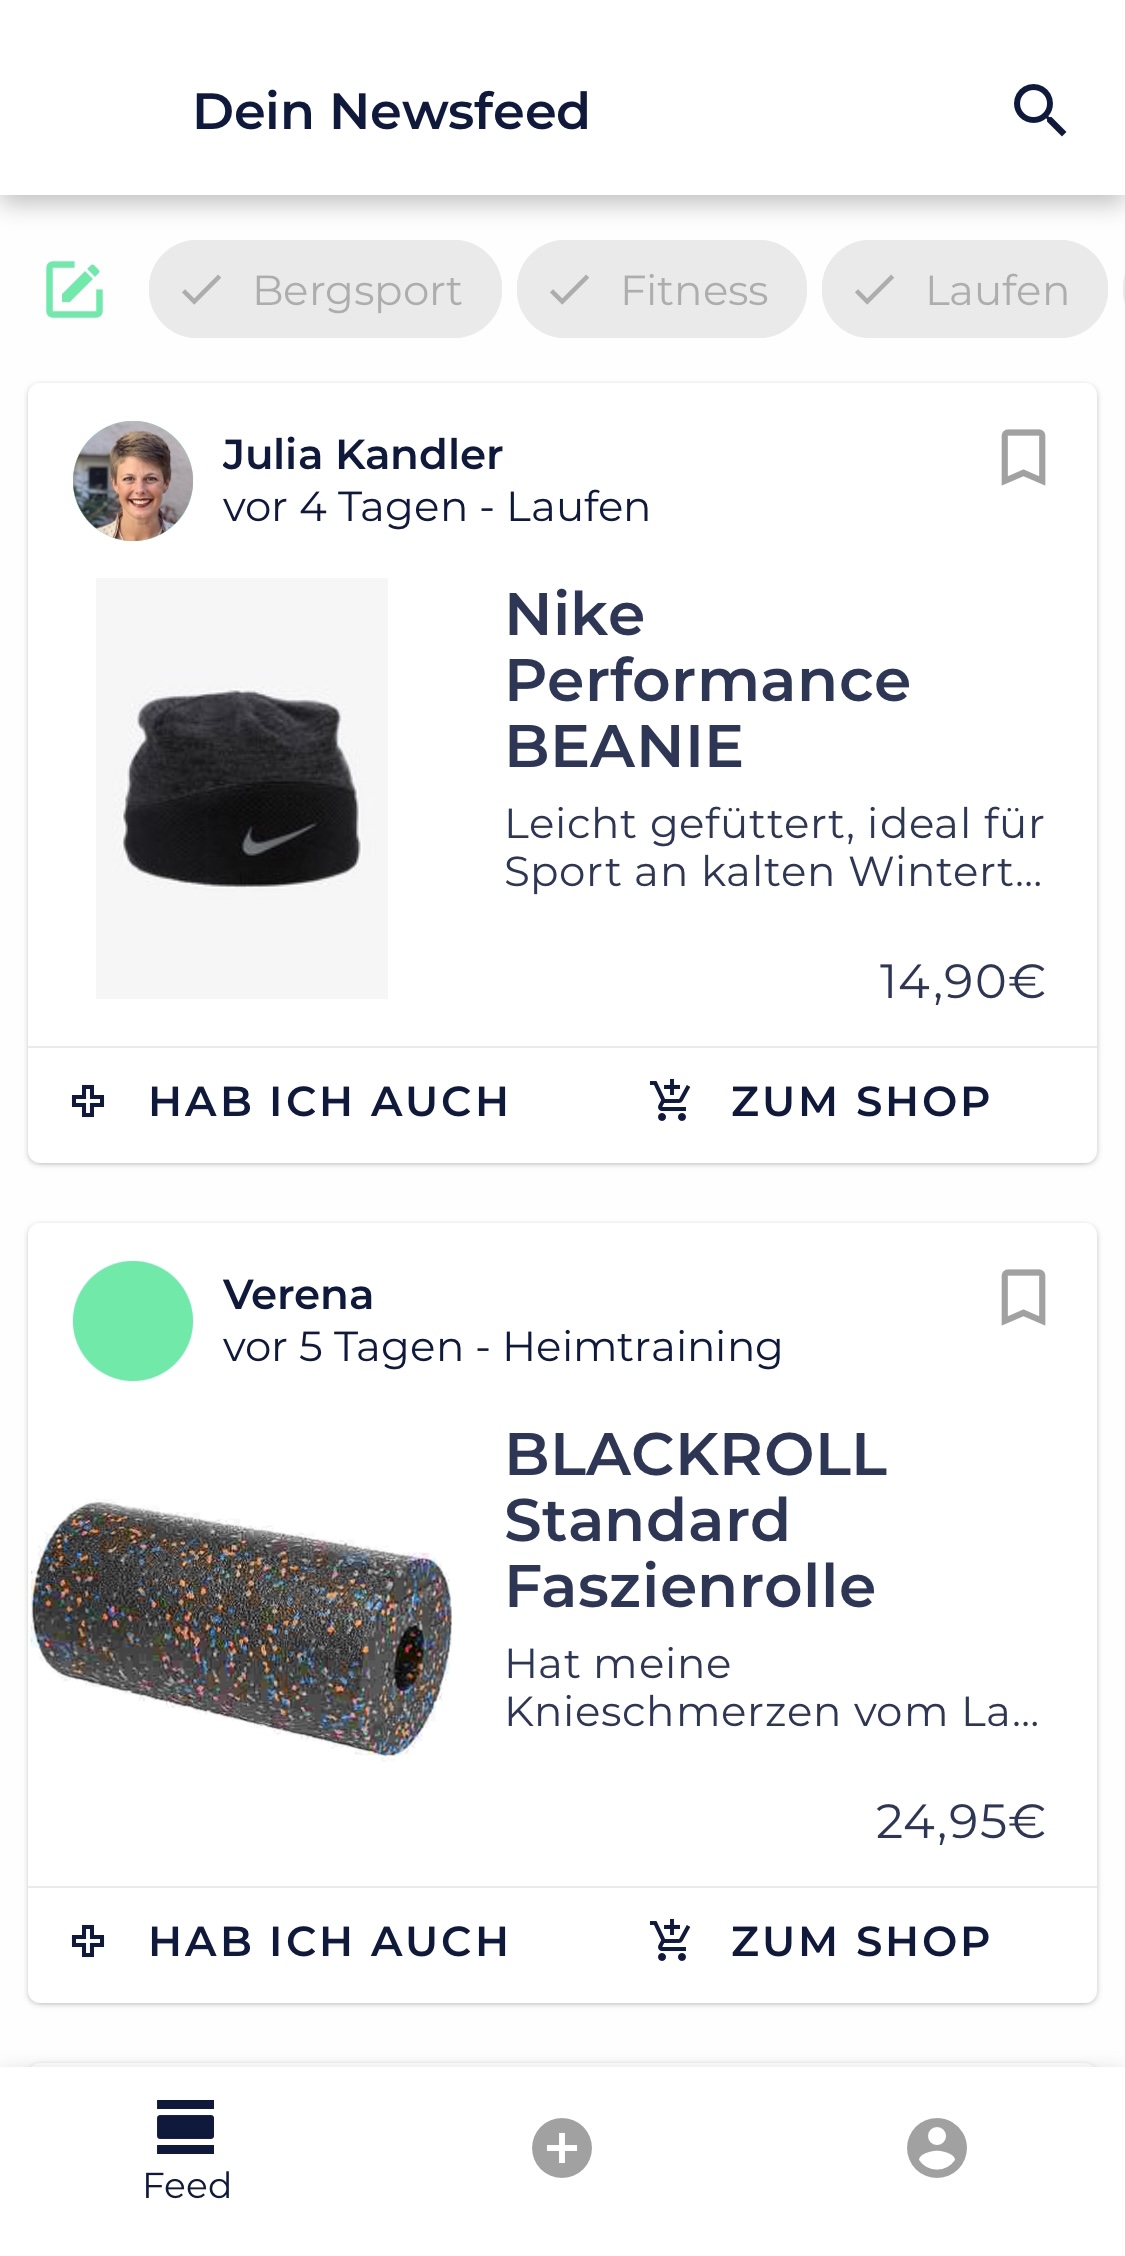 Dein Newsfeed
Bergsport
Fitness
Laufen
Julia Kandler
vor 4 Tagen - Laufen
Nike
Performance
BEANIE
Leicht gefüttert, ideal für
Sport an kalten Wintert...
14,90€
HAB ICH AUCH
ZUM SHOP
Verena
vor 5 Tagen - Heimtraining
BLACKROLL
Standard
Faszienrolle
Hat meine
Knieschmerzen vom La...
24,95€
HAB ICH AUCH
ZUM SHOP
Feed